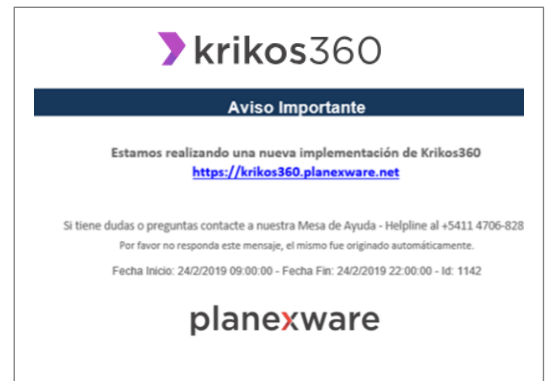 krikos360
Aviso Importante
Estamos realizando una nueva implementación de Krikos360
https://krikos360.planexware.net
Si tiene dudas o preguntas contacte a nuestra Mesa de Ayuda - Helpline al +5411 4706-828
Por favor no responda este mensaje, el mismo fue originado automáticamente.
Fecha Inicio: 24/2/2019 09:00:00 - Fecha Fin: 24/2/2019 22:00:00 - Id: 1142
planexware